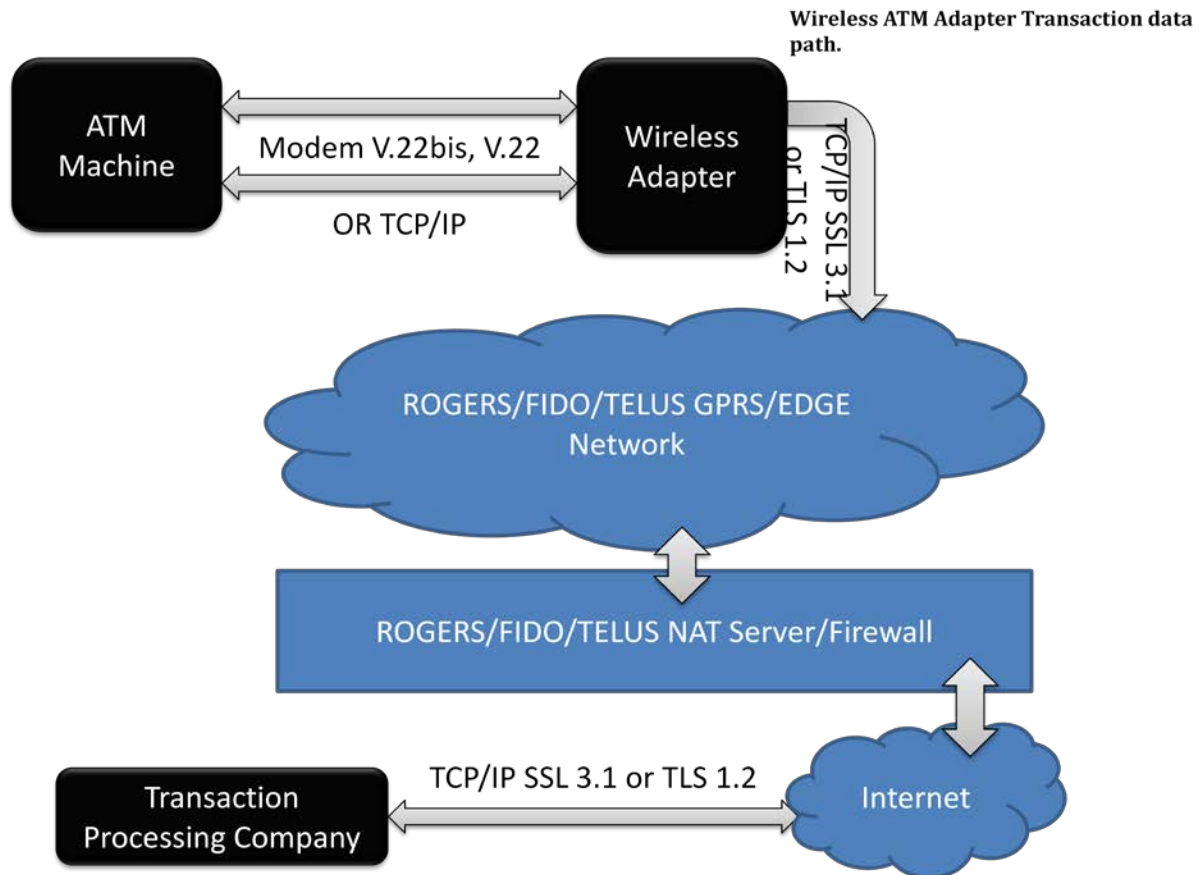 Wireless ATM Adapter Transaction data
path.
ATM
Machine
Modem V.22bis, V.22
OR TCP/IP
Wireless
Adapter
TCP/IP SSL 3.1
or TLS 1.2
ROGERS/FIDO/TELUS GPRS/EDGE
Network
ROGERS/FIDO/TELUS NAT Server/Firewall
Transaction
Processing Company
TCP/IP SSL 3.1 or TLS 1.2
Internet